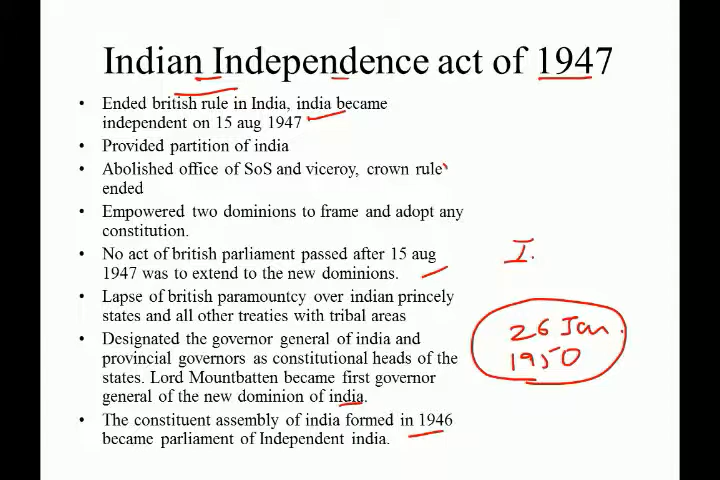 Indian Independence act of 1947
• Ended british rule in India, india became
independent on 15 aug 1947
• Provided partition of india
• Abolished office of SoS and viceroy, crown rule
ended
• Empowered two dominions to frame and adopt any
constitution.
• No act of british parliament passed after 15 aug
1947 was to extend to the new dominions.
• Lapse of british paramountcy over indian princely
states and all other treaties with tribal areas
• Designated the governor general of india and
provincial governors as constitutional heads of the
states. Lord Mountbatten became first governor
general of the new dominion of india.
• The constituent assembly of india formed in 1946
became parliament of Independent india.
I.
26 Jan.
1950